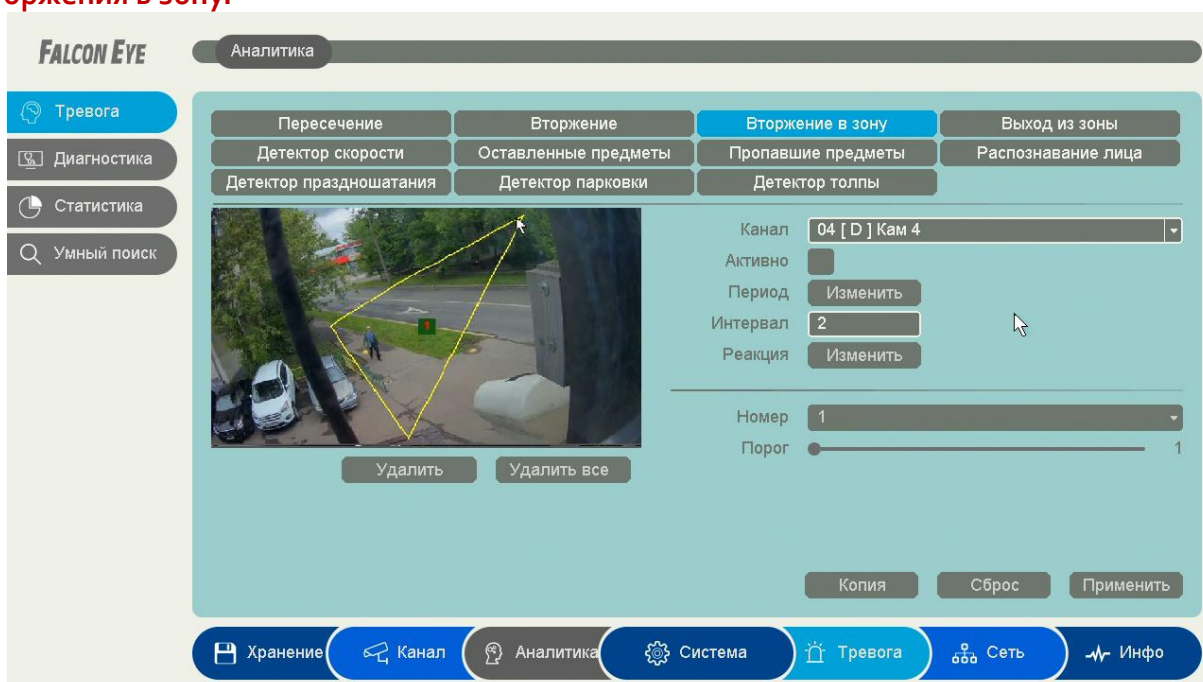 FALCON EYE
Аналитика
Тревога
Диагностика
Статистика
Умный поиск
Пересечение
Вторжение
Вторжение в зону
Выход из зоны
Детектор скорости
Оставленные предметы
Пропавшие предметы
Распознавание лица
Детектор праздношатания
Детектор парковки
Детектор толпы
1
Канал
04 [ D ] Кам 4
Активно
Период
Изменить
Интервал
2
Реакция
Изменить
Номер
1
Порог
1
Удалить
Удалить все
Копия
Сброс
Применить
Хранение
Канал
Аналитика
Система
Тревога
Сеть
Инфо